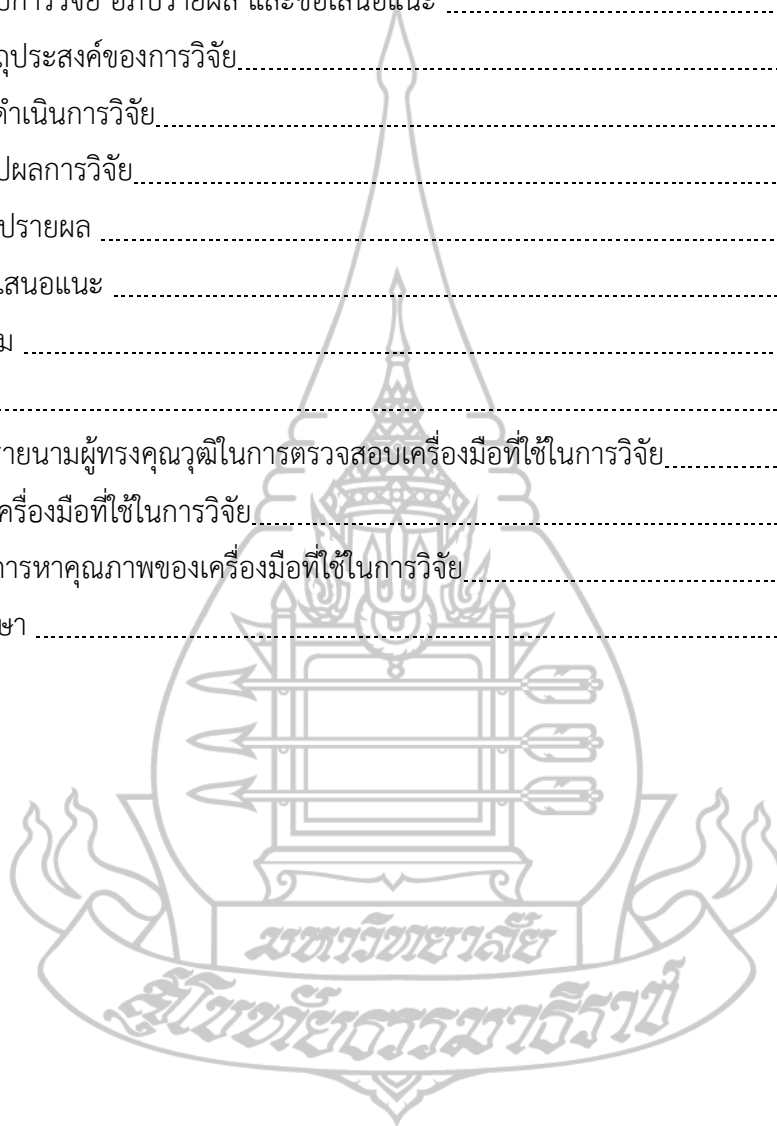 การวิจัย อภิปรายผล และข้อเสนอแนะ
ถุประสงค์ของการวิจัย
ดำเนินการวิจัย
ปผลการวิจัย
ปรายผล
เสนอแนะ
ม
รายนามผู้ทรงคุณวุฒิในการตรวจสอบเครื่องมือที่ใช้ในการวิจัย
เครื่องมือที่ใช้ในการวิจัย
การหาคุณภาพของเครื่องมือที่ใช้ในการวิจัย
ษา
มหาวิทยาลัย
สุโขทัยธรรมาธิราช